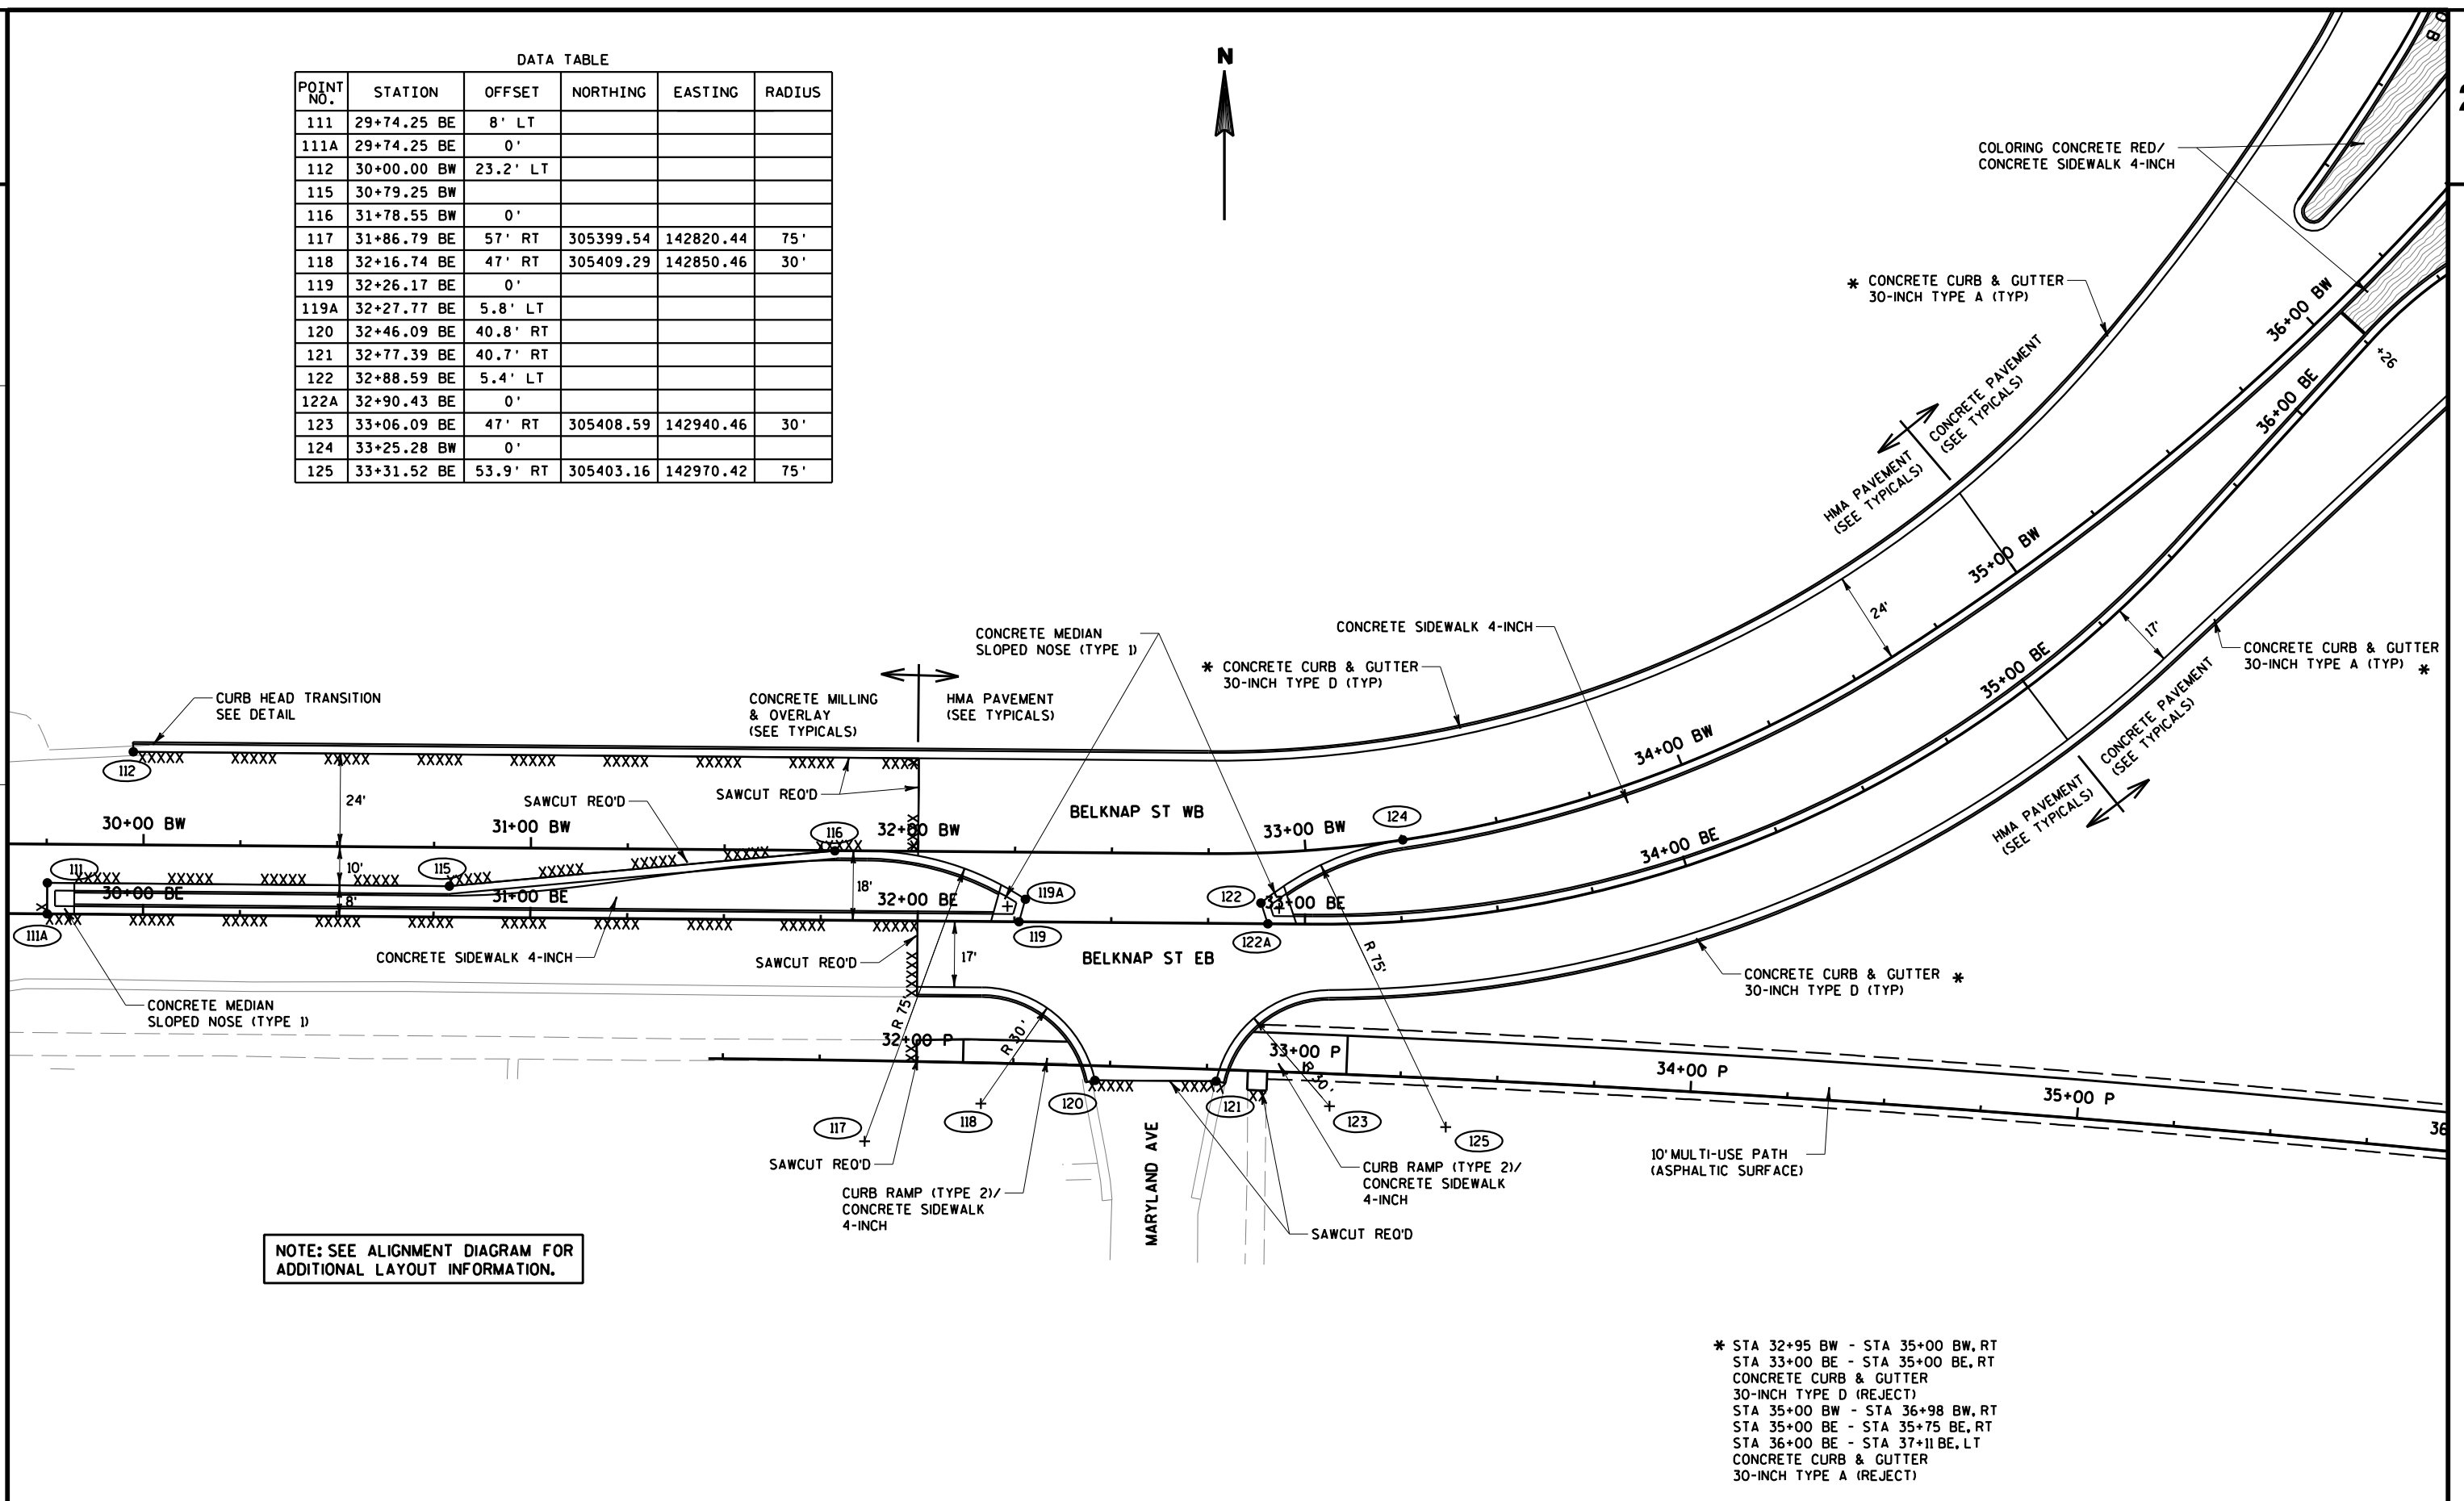 DATA TABLE
POINT NO. STATION OFFSET NORTHING EASTING RADIUS
111 29+74.25 BE 8' LT
111A 29+74.25 BE 0'
112 30+00.00 BW 23.2' LT
115 30+79.25 BW
116 31+78.55 BW 0'
117 31+86.79 BE 57' RT 305399.54 142820.44 75'
118 32+16.74 BE 47' RT 305409.29 142850.46 30'
119 32+26.17 BE 0'
119A 32+27.77 BE 5.8' LT
120 32+46.09 BE 40.8' RT
121 32+77.39 BE 40.7' RT
122 32+88.59 BE 5.4' LT
122A 32+90.43 BE 0'
123 33+06.09 BE 47' RT 305408.59 142940.46 30'
124 33+25.28 BW 0'
125 33+31.52 BE 53.9' RT 305403.16 142970.42 75'
N
COLORING CONCRETE RED/
CONCRETE SIDEWALK 4-INCH
* CONCRETE CURB & GUTTER
30-INCH TYPE A (TYP)
36+00 BW
+26
36+00 BE
CONCRETE PAVEMENT
(SEE TYPICALS)
HMA PAVEMENT
(SEE TYPICALS)
35+00 BW
24'
17'
CONCRETE CURB & GUTTER
30-INCH TYPE A (TYP) *
35+00 BE
CONCRETE PAVEMENT
(SEE TYPICALS)
HMA PAVEMENT
(SEE TYPICALS)
CONCRETE MEDIAN
SLOPED NOSE (TYPE 1)
CONCRETE SIDEWALK 4-INCH
* CONCRETE CURB & GUTTER
30-INCH TYPE D (TYP)
CURB HEAD TRANSITION
SEE DETAIL
CONCRETE MILLING
& OVERLAY
(SEE TYPICALS)
HMA PAVEMENT
(SEE TYPICALS)
34+00 BW
112
24'
SAWCUT REQ'D
SAWCUT REQ'D
BELKNAP ST WB
30+00 BW
31+00 BW
116
32+00 BW
33+00 BW
124
34+00 BE
111
10'
115
18'
30+00 BE
8'
31+00 BE
32+00 BE
119A
122
33+00 BE
111A
119
122A
CONCRETE SIDEWALK 4-INCH
SAWCUT REQ'D
17'
BELKNAP ST EB
R 75'
CONCRETE CURB & GUTTER *
30-INCH TYPE D (TYP)
CONCRETE MEDIAN
SLOPED NOSE (TYPE 1)
R 75'
R 30'
32+00 P
33+00 P
R 30'
34+00 P
35+00 P
36
117
118
120
121
123
125
MARYLAND AVE
SAWCUT REQ'D
CURB RAMP (TYPE 2)/
CONCRETE SIDEWALK
4-INCH
CURB RAMP (TYPE 2)/
CONCRETE SIDEWALK
4-INCH
SAWCUT REQ'D
10' MULTI-USE PATH
(ASPHALTIC SURFACE)
NOTE: SEE ALIGNMENT DIAGRAM FOR
ADDITIONAL LAYOUT INFORMATION.
* STA 32+95 BW - STA 35+00 BW, RT
STA 33+00 BE - STA 35+00 BE, RT
CONCRETE CURB & GUTTER
30-INCH TYPE D (REJECT)
STA 35+00 BW - STA 36+98 BW, RT
STA 35+00 BE - STA 35+75 BE, RT
STA 36+00 BE - STA 37+11 BE, LT
CONCRETE CURB & GUTTER
30-INCH TYPE A (REJECT)